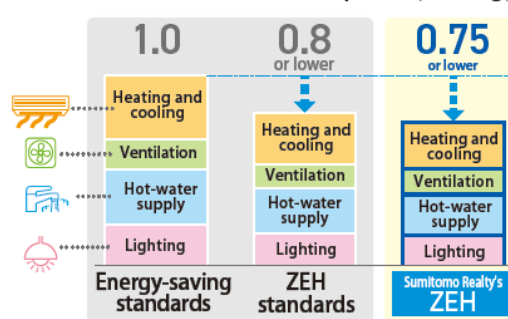 1.0
0.8
or lower
0.75
or lower
Heating and
cooling
Ventilation
Hot-water
supply
Lighting
Heating and
cooling
Ventilation
Hot-water
supply
Lighting
Heating and
cooling
Ventilation
Hot-water
supply
Lighting
Energy-saving
standards
ZEH
standards
Sumitomo Realty's
ZEH